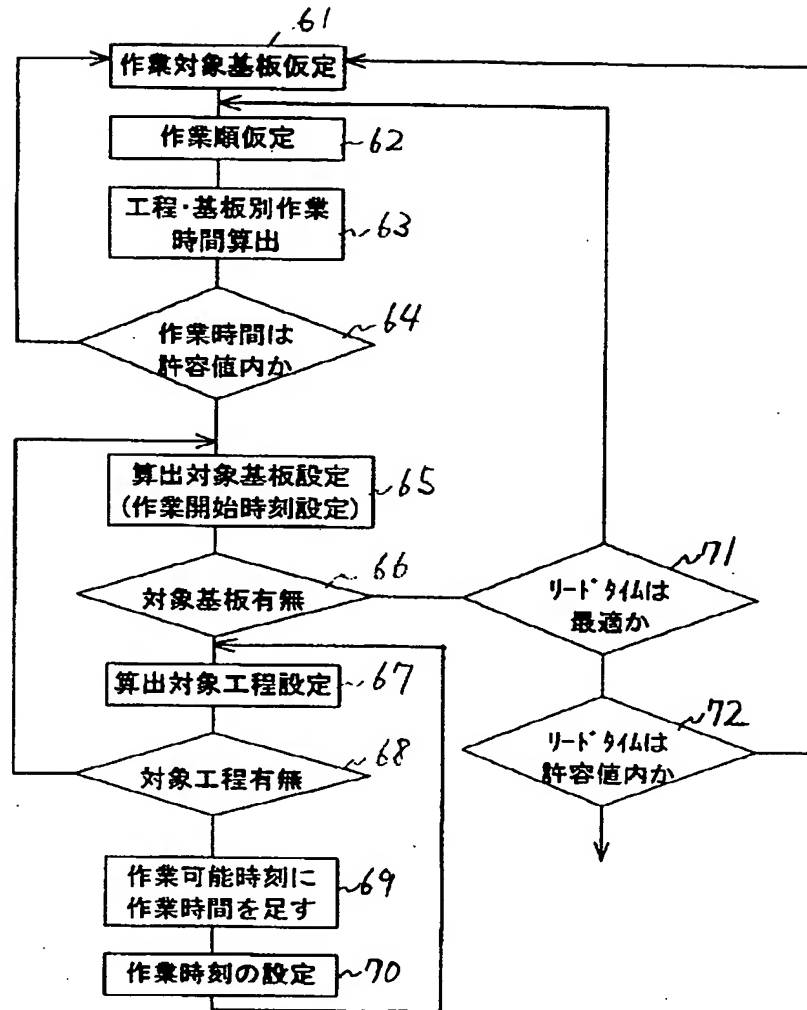 61
作業対象基板仮定
作業順仮定
62
工程・基板別作業
時間算出
63
作業時間は
許容値内か
64
算出対象基板設定
(作業開始時刻設定)
65
対象基板有無
66
リードタイムは
最適か
71
算出対象工程設定
67
リードタイムは
許容値内か
72
対象工程有無
68
作業可能時刻に
作業時間を足す
69
作業時刻の設定
70